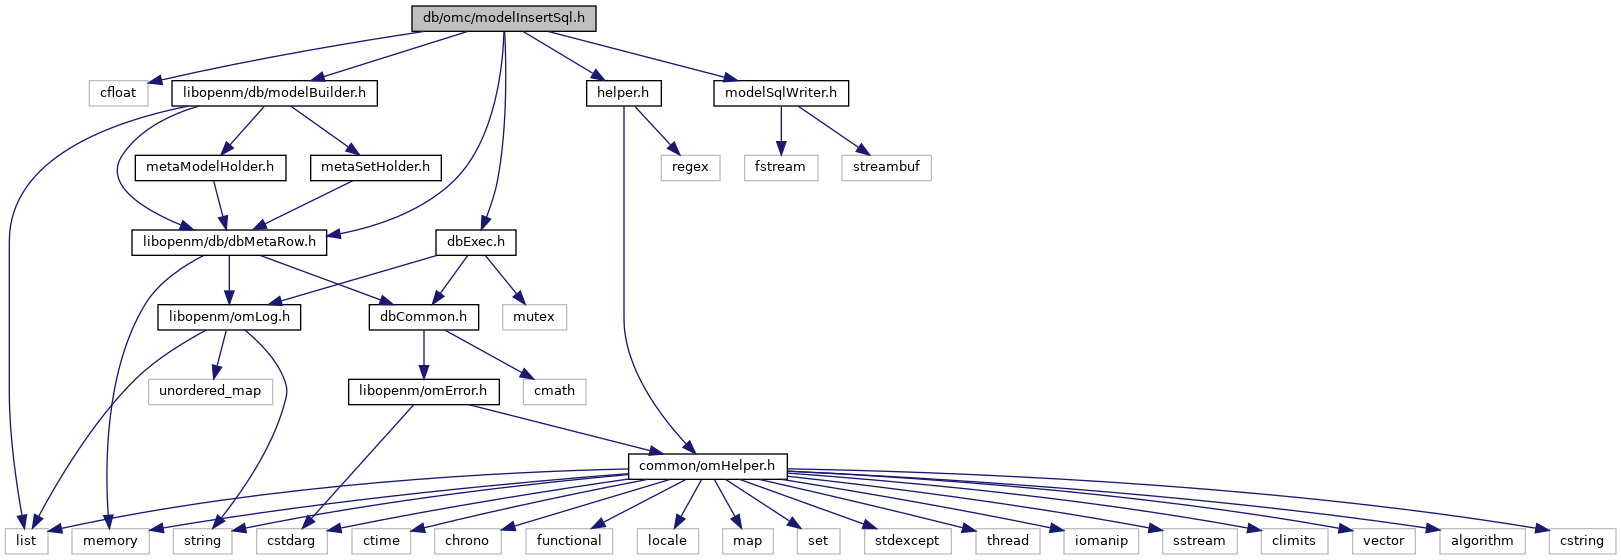 db/omc/modelInsertSql.h
cfloat
libopenm/db/modelBuilder.h
helper.h
modelSqlWriter.h
metaModelHolder.h
metaSetHolder.h
regex
fstream
streambuf
libopenm/db/dbMetaRow.h
dbExec.h
libopenm/omLog.h
dbCommon.h
mutex
unordered_map
libopenm/omError.h
cmath
common/omHelper.h
list
memory
string
cstdarg
ctime
chrono
functional
locale
map
set
stdexcept
thread
iomanip
sstream
climits
vector
algorithm
cstring